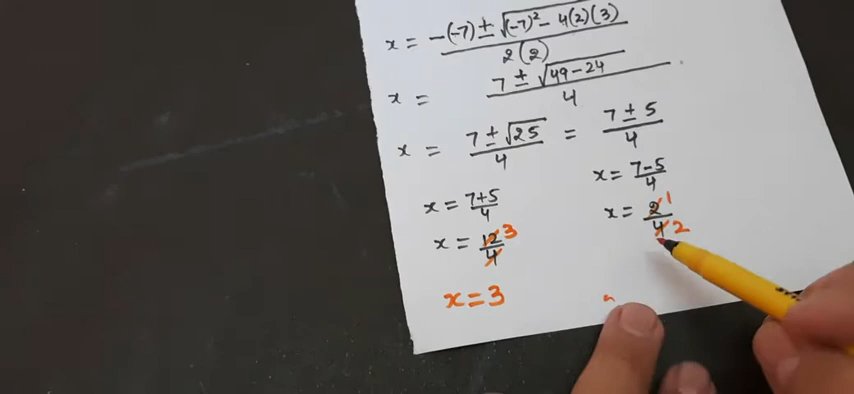 x = -(-7) ± √(-7)² - 4(2)(3) / 2(2)
x = 7 ± √49 - 24 / 4
x = 7 ± √25 / 4 = 7 ± 5 / 4
x = 7+5 / 4
x = 12 / 4 3
x = 3
x = 7-5 / 4
x = 2 / 4 1 2